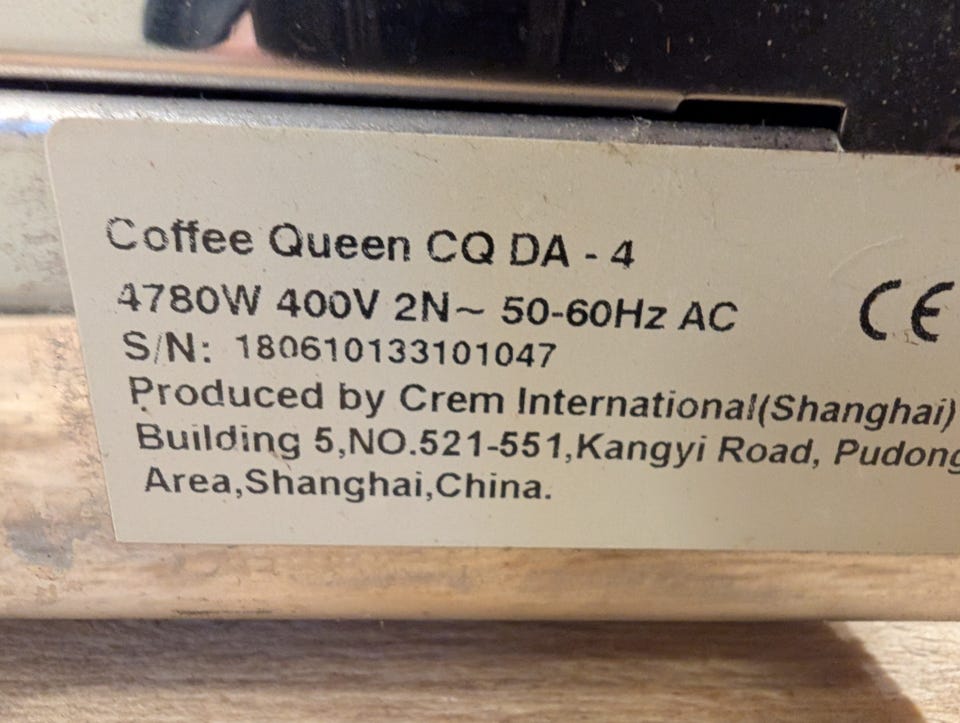 Coffee Queen CQ DA - 4
4780W 400V 2N~ 50-60Hz AC
CE
S/N: 180610133101047
Produced by Crem International(Shanghai)
Building 5,NO.521-551,Kangyi Road, Pudong
Area,Shanghai,China.